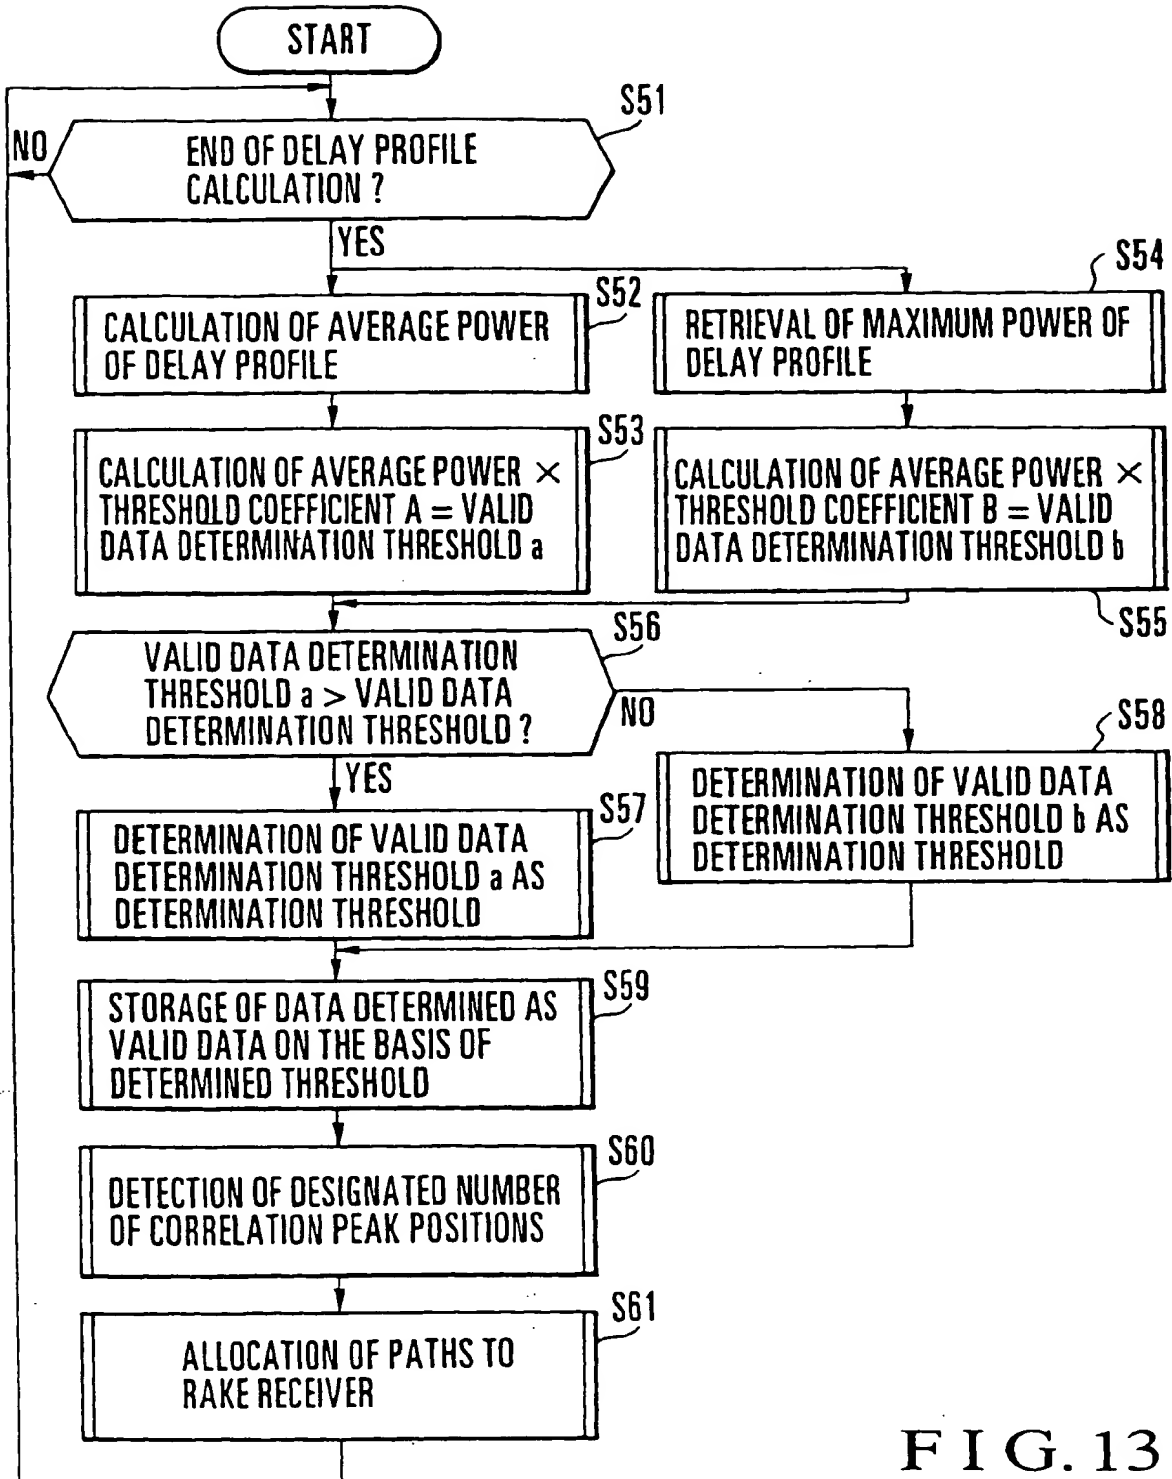 START
S51
NO
END OF DELAY PROFILE
CALCULATION ?
YES
S54
S52
CALCULATION OF AVERAGE POWER
OF DELAY PROFILE
RETRIEVAL OF MAXIMUM POWER OF
DELAY PROFILE
S53
CALCULATION OF AVERAGE POWER ×
THRESHOLD COEFFICIENT A = VALID
DATA DETERMINATION THRESHOLD a
CALCULATION OF AVERAGE POWER ×
THRESHOLD COEFFICIENT B = VALID
DATA DETERMINATION THRESHOLD b
S55
S56
VALID DATA DETERMINATION
THRESHOLD a > VALID DATA
DETERMINATION THRESHOLD ?
NO
YES
S58
DETERMINATION OF VALID DATA
DETERMINATION THRESHOLD b AS
DETERMINATION THRESHOLD
S57
DETERMINATION OF VALID DATA
DETERMINATION THRESHOLD a AS
DETERMINATION THRESHOLD
S59
STORAGE OF DATA DETERMINED AS
VALID DATA ON THE BASIS OF
DETERMINED THRESHOLD
S60
DETECTION OF DESIGNATED NUMBER
OF CORRELATION PEAK POSITIONS
S61
ALLOCATION OF PATHS TO
RAKE RECEIVER
FIG. 13